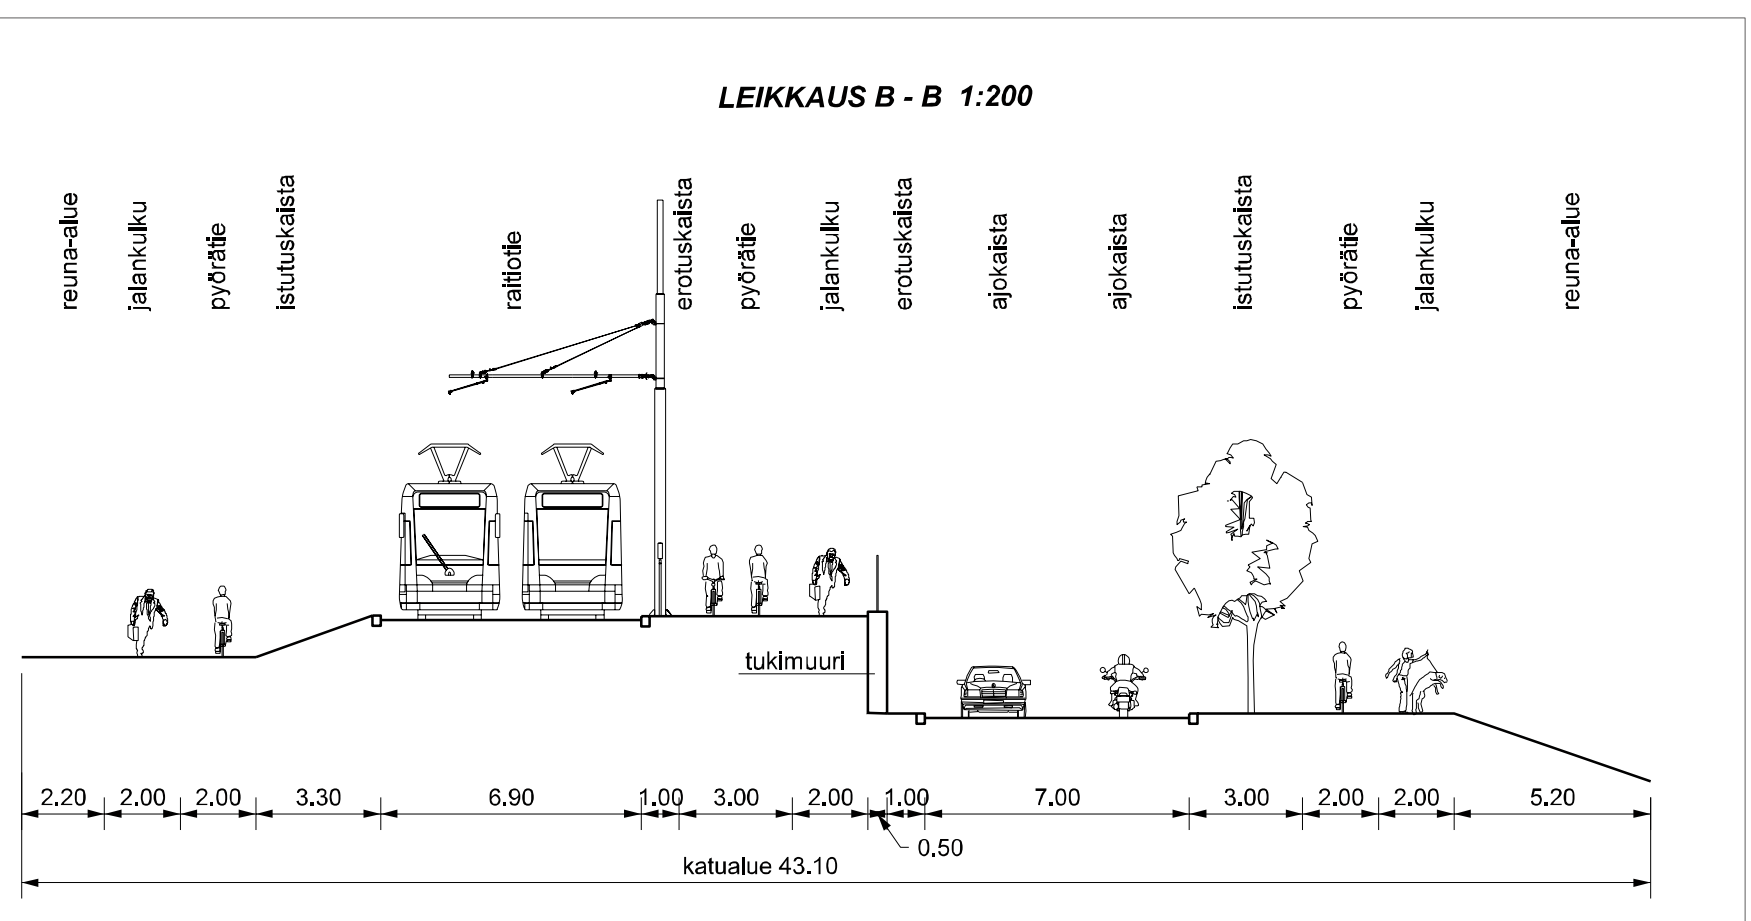 LEIKKAUS B - B 1:200
reuna-alue
jalankulku
pyörätie
istutuskaista
raitiotie
erotuskaista
pyörätie
jalankulku
erotuskaista
ajokaista
ajokaista
istutuskaista
pyörätie
jalankulku
reuna-alue
tukimuuri
2.20 2.00 2.00 3.30 6.90 1.00 3.00 2.00 1.00 7.00 3.00 2.00 2.00 5.20
0.50
katualue 43.10